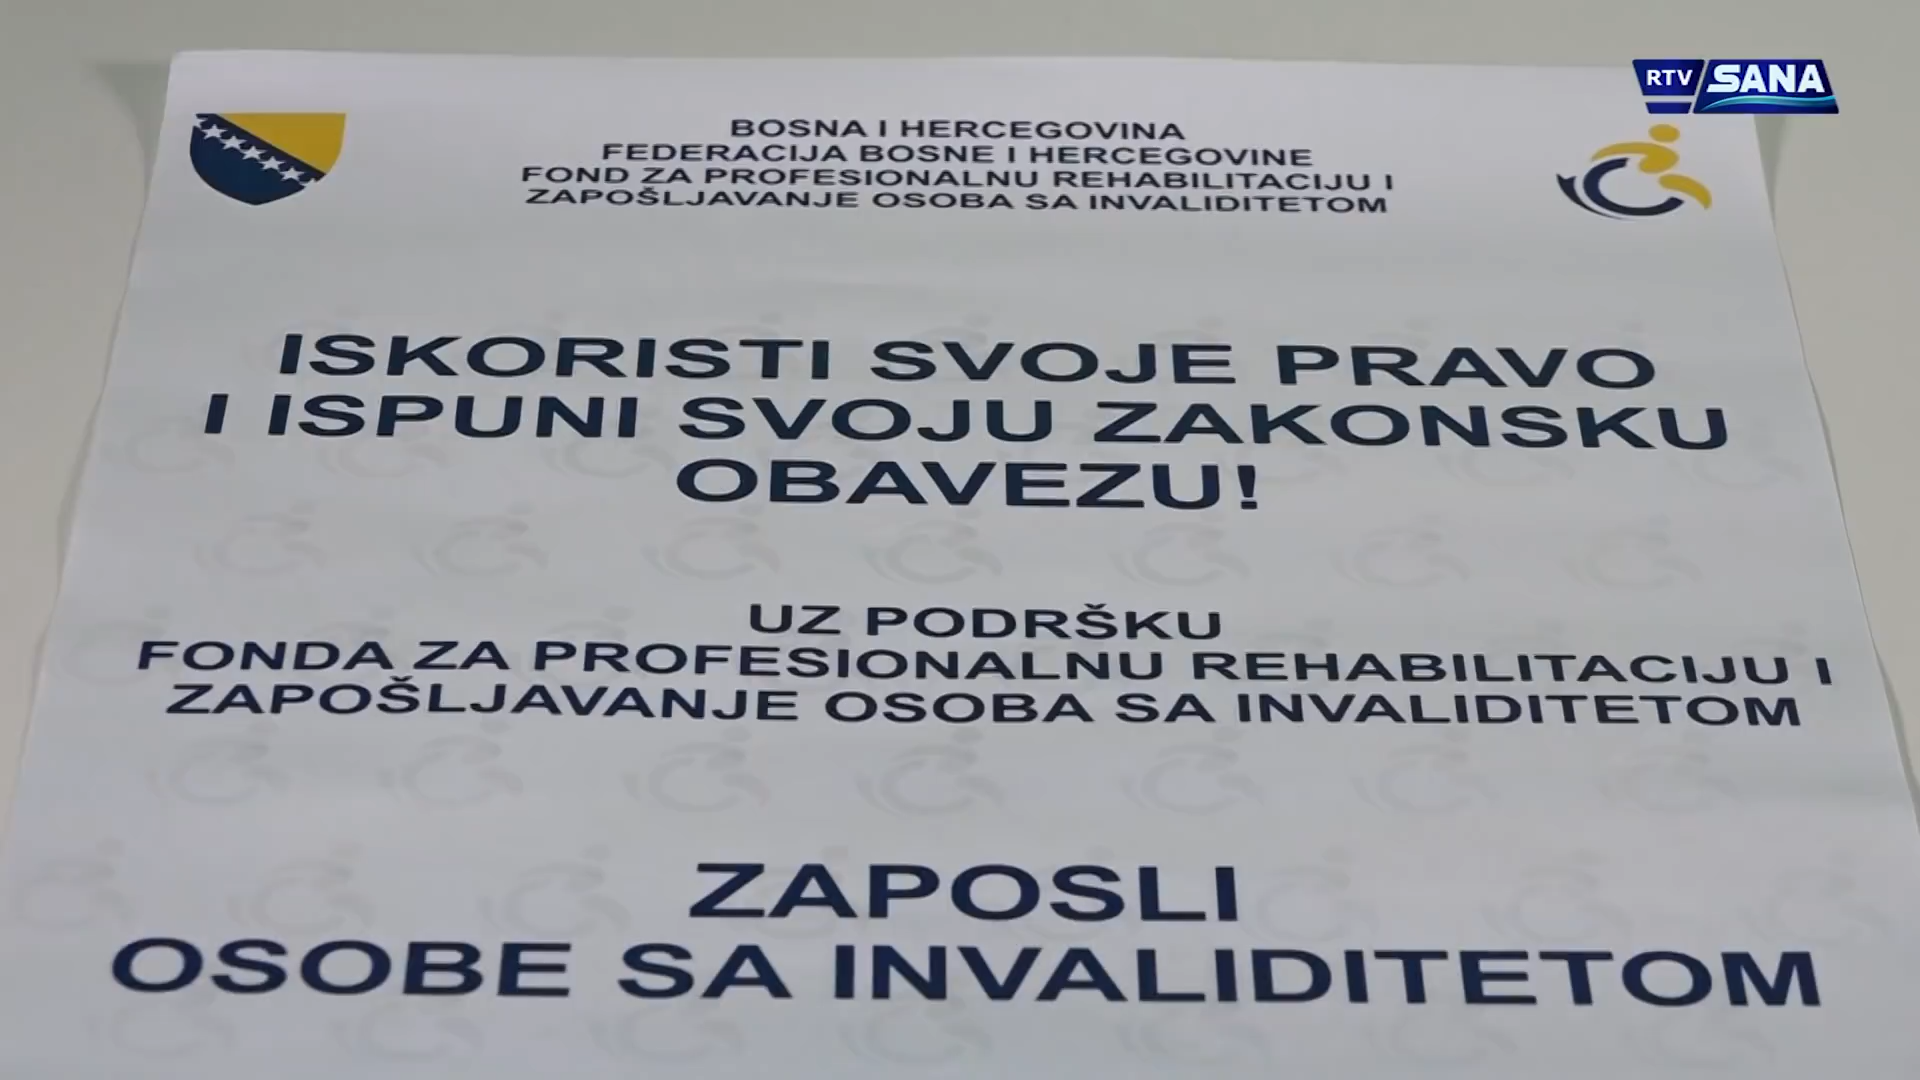 RTV SANA
BOSNA I HERCEGOVINA
FEDERACIJA BOSNE I HERCEGOVINE
FOND ZA PROFESIONALNU REHABILITACIJU I
ZAPOŠLJAVANJE OSOBA SA INVALIDITETOM
ISKORISTI SVOJE PRAVO
I ISPUNI SVOJU ZAKONSKU
OBAVEZU!
UZ PODRŠKU
FONDA ZA PROFESIONALNU REHABILITACIJU I
ZAPOŠLJAVANJE OSOBA SA INVALIDITETOM
ZAPOSLI
OSOBE SA INVALIDITETOM